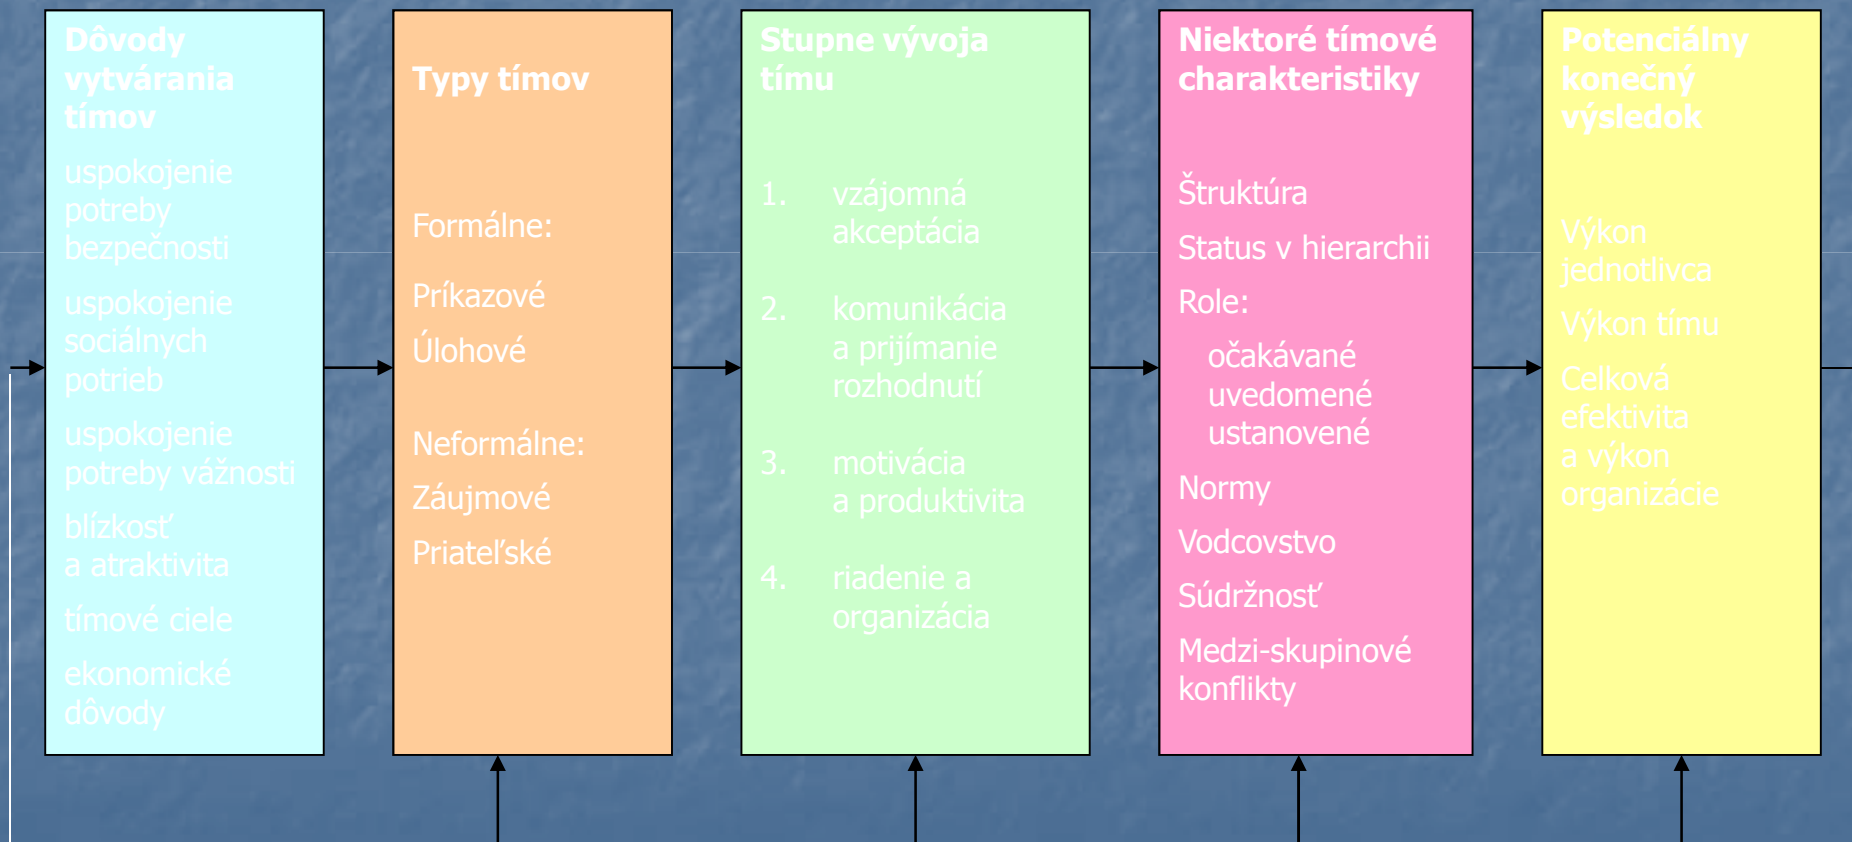 Dôvody
vytvárania
tímov
uspokojenie
potreby
bezpečnosti
uspokojenie
sociálnych
potrieb
uspokojenie
potreby vážnosti
blízkosť
a atraktivita
tímové ciele
ekonomické
dôvody
Typy tímov
Formálne:
Príkazové
Úlohové
Neformálne:
Záujmové
Priateľské
Stupne vývoja
tímu
1. vzájomná
akceptácia
2. komunikácia
a prijímanie
rozhodnutí
3. motivácia
a produktivita
4. riadenie a
organizácia
Niektoré tímové
charakteristiky
Štruktúra
Status v hierarchii
Role:
očakávané
uvedomené
ustanovené
Normy
Vodcovstvo
Súdržnosť
Medzi-skupinové
konflikty
Potenciálny
konečný
výsledok
Výkon
jednotlivca
Výkon tímu
Celková
efektivita
a výkon
organizácie